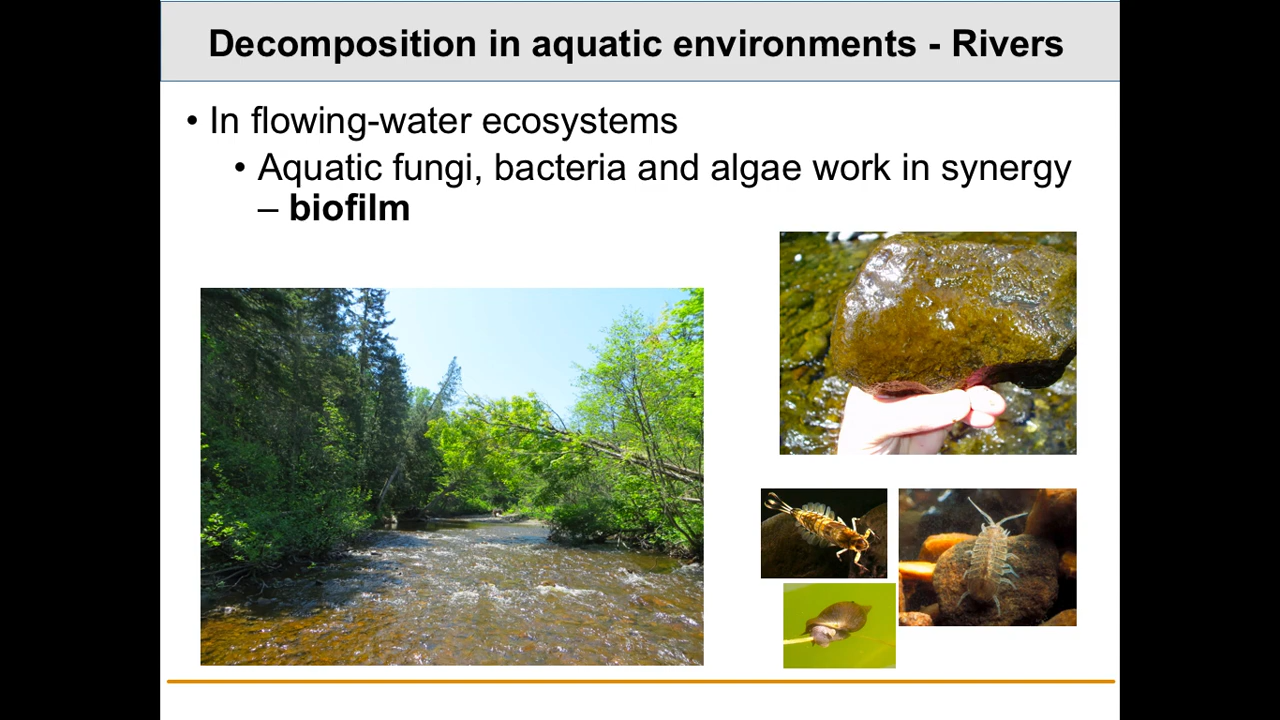 Decomposition in aquatic environments - Rivers
• In flowing-water ecosystems
• Aquatic fungi, bacteria and algae work in synergy
– biofilm